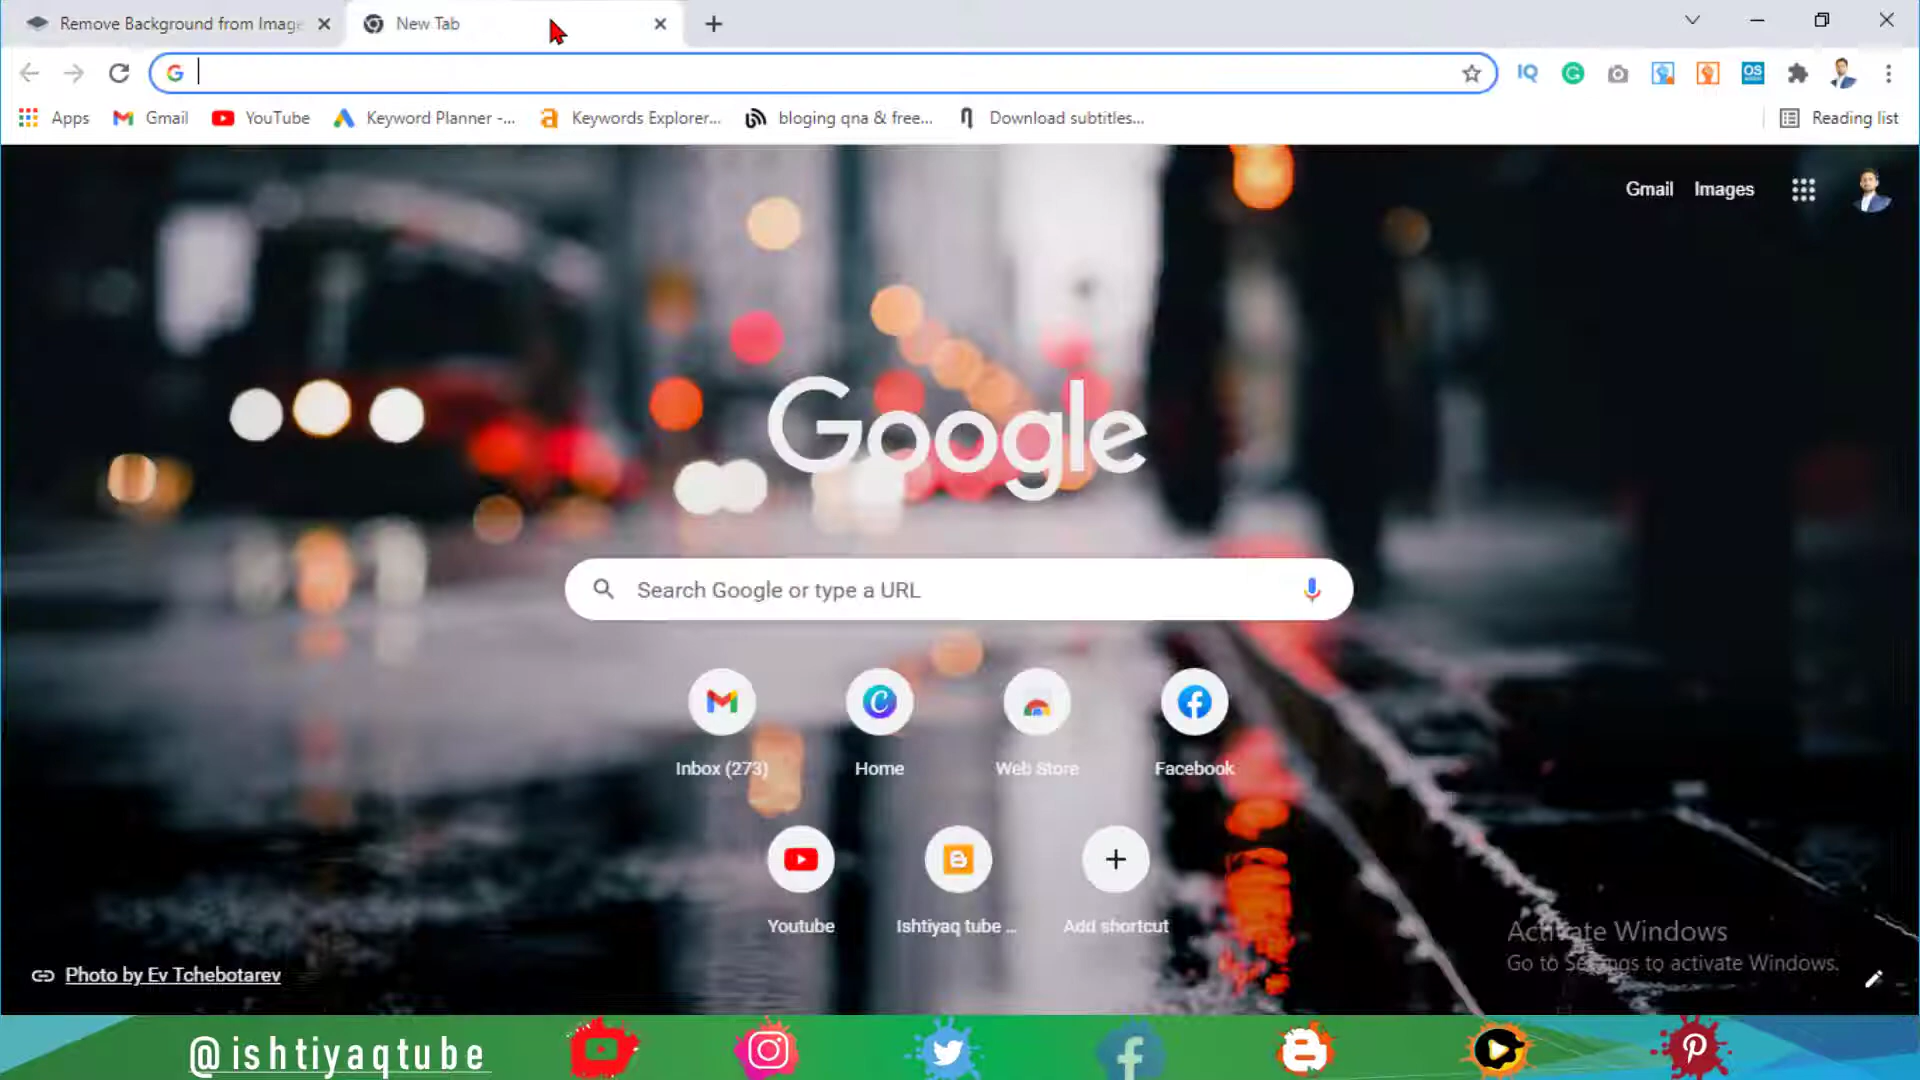 Remove Background from Image
New Tab
IQ
OS
Apps
Gmail
YouTube
Keyword Planner -...
Keywords Explorer...
bloging qna & free...
Download subtitles...
Reading list
Gmail
Images
Google
Search Google or type a URL
Inbox (273)
Home
Web Store
Facebook
Youtube
Ishtiyaq tube ...
Add shortcut
Activate Windows
Go to Settings to activate Windows.
Photo by Ev Tchebotarev
@ishtiyaqtube